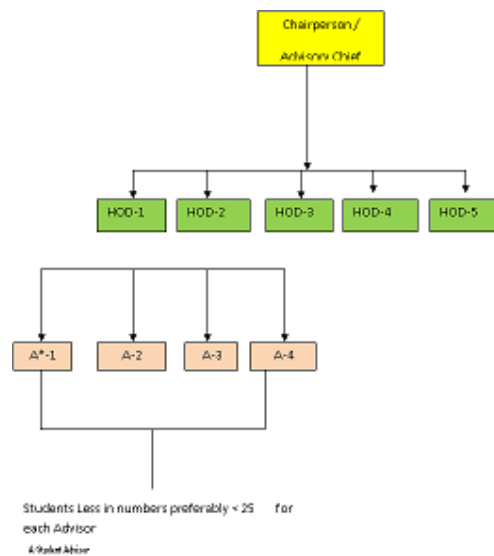 Chairperson /
Advisory Chief
HOD-1 HOD-2 HOD-3 HOD-4 HOD-5
A*-1 A-2 A-3 A-4
Students Less in numbers preferably < 25 for
each Advisor
A-Student Advisor